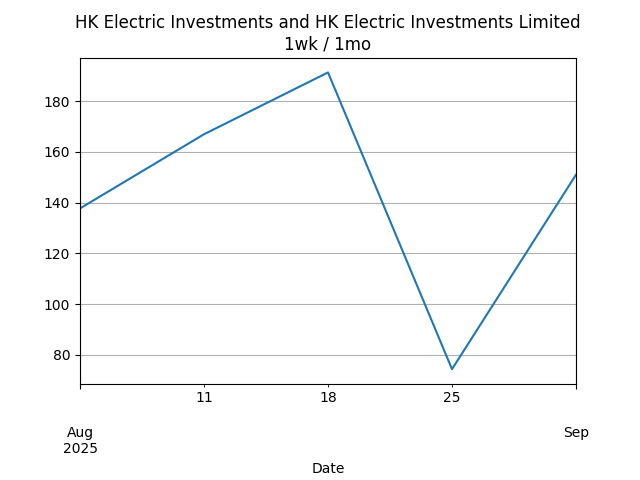 HK Electric Investments and HK Electric Investments Limited
1wk / 1mo
180
160
140
120
100
80
11
18
25
Aug
2025
Sep
Date